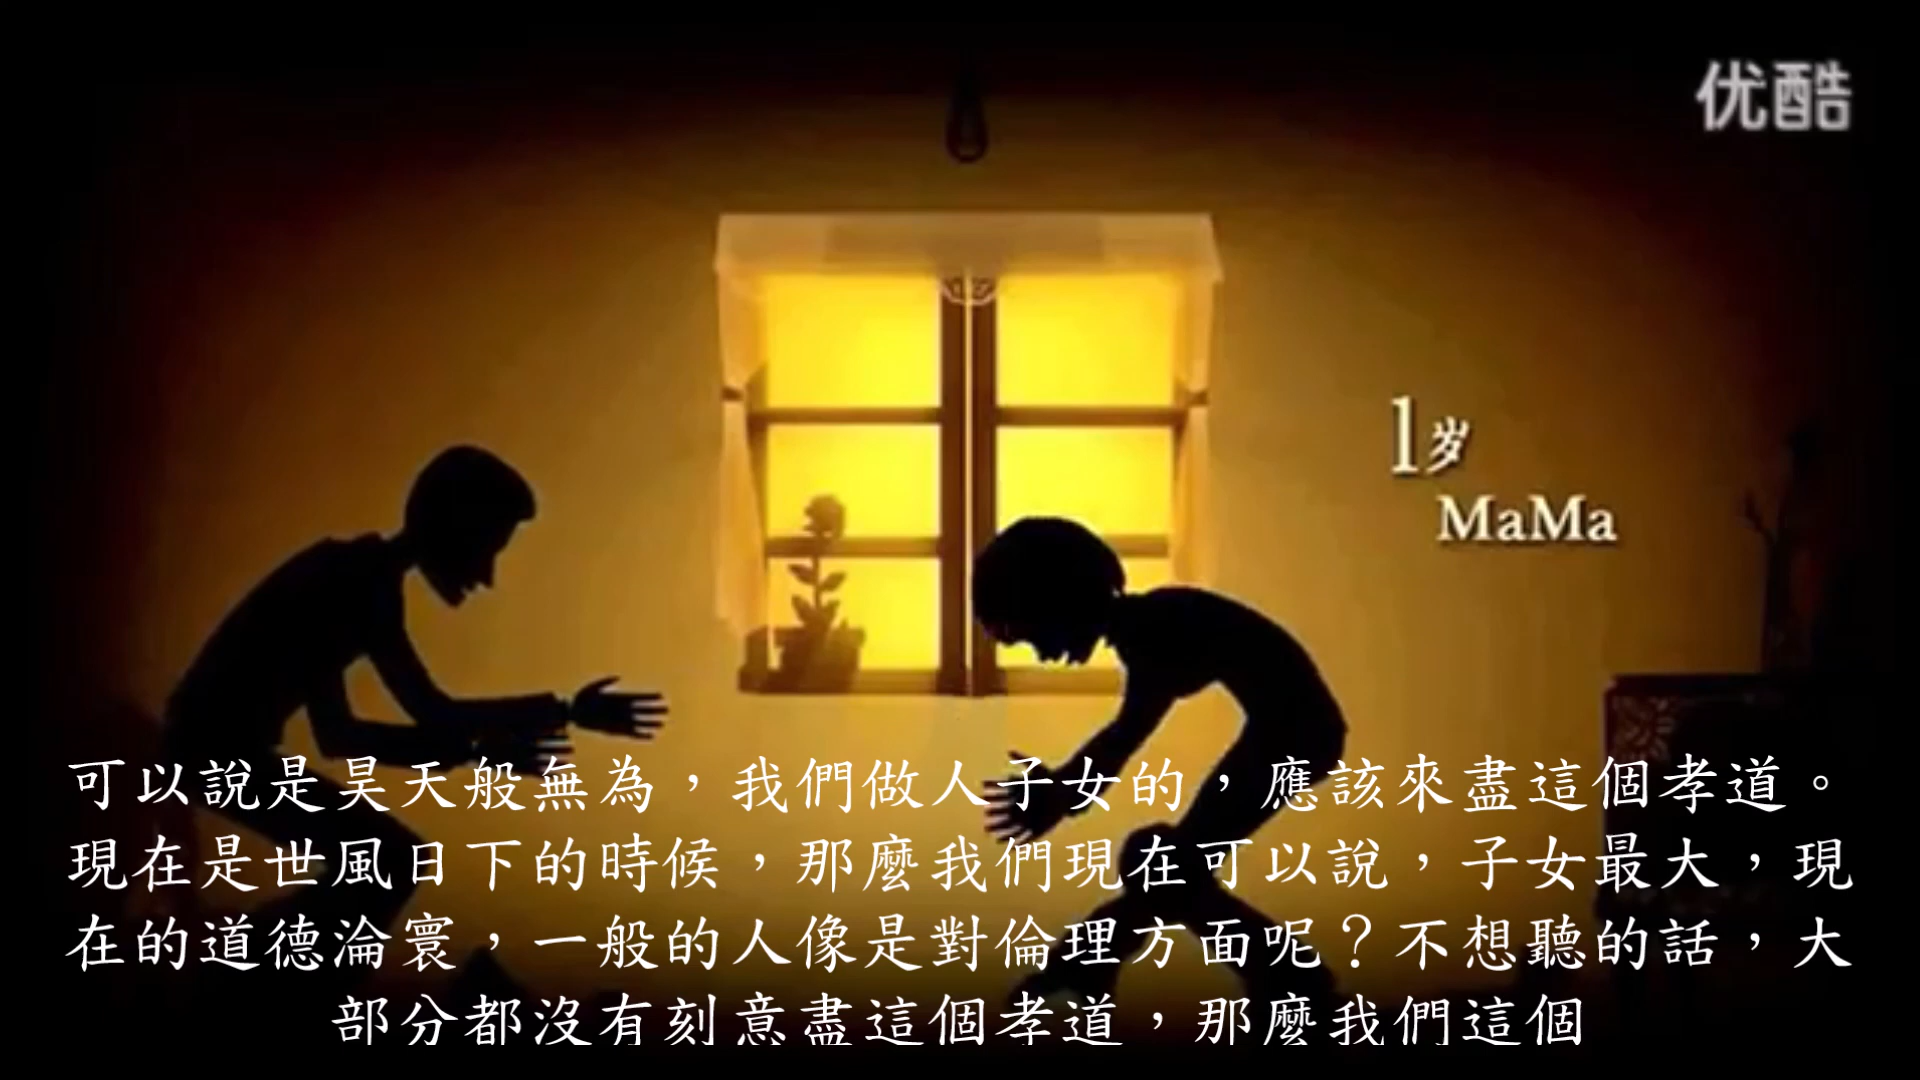 优酷
1岁
MaMa
可以說是昊天般無為，我們做人子女的，應該來盡這個孝道。
現在是世風日下的時候，那麼我們現在可以說，子女最大，現
在的道德淪寰，一般的人像是對倫理方面呢？不想聽的話，大
部分都沒有刻意盡這個孝道，那麼我們這個